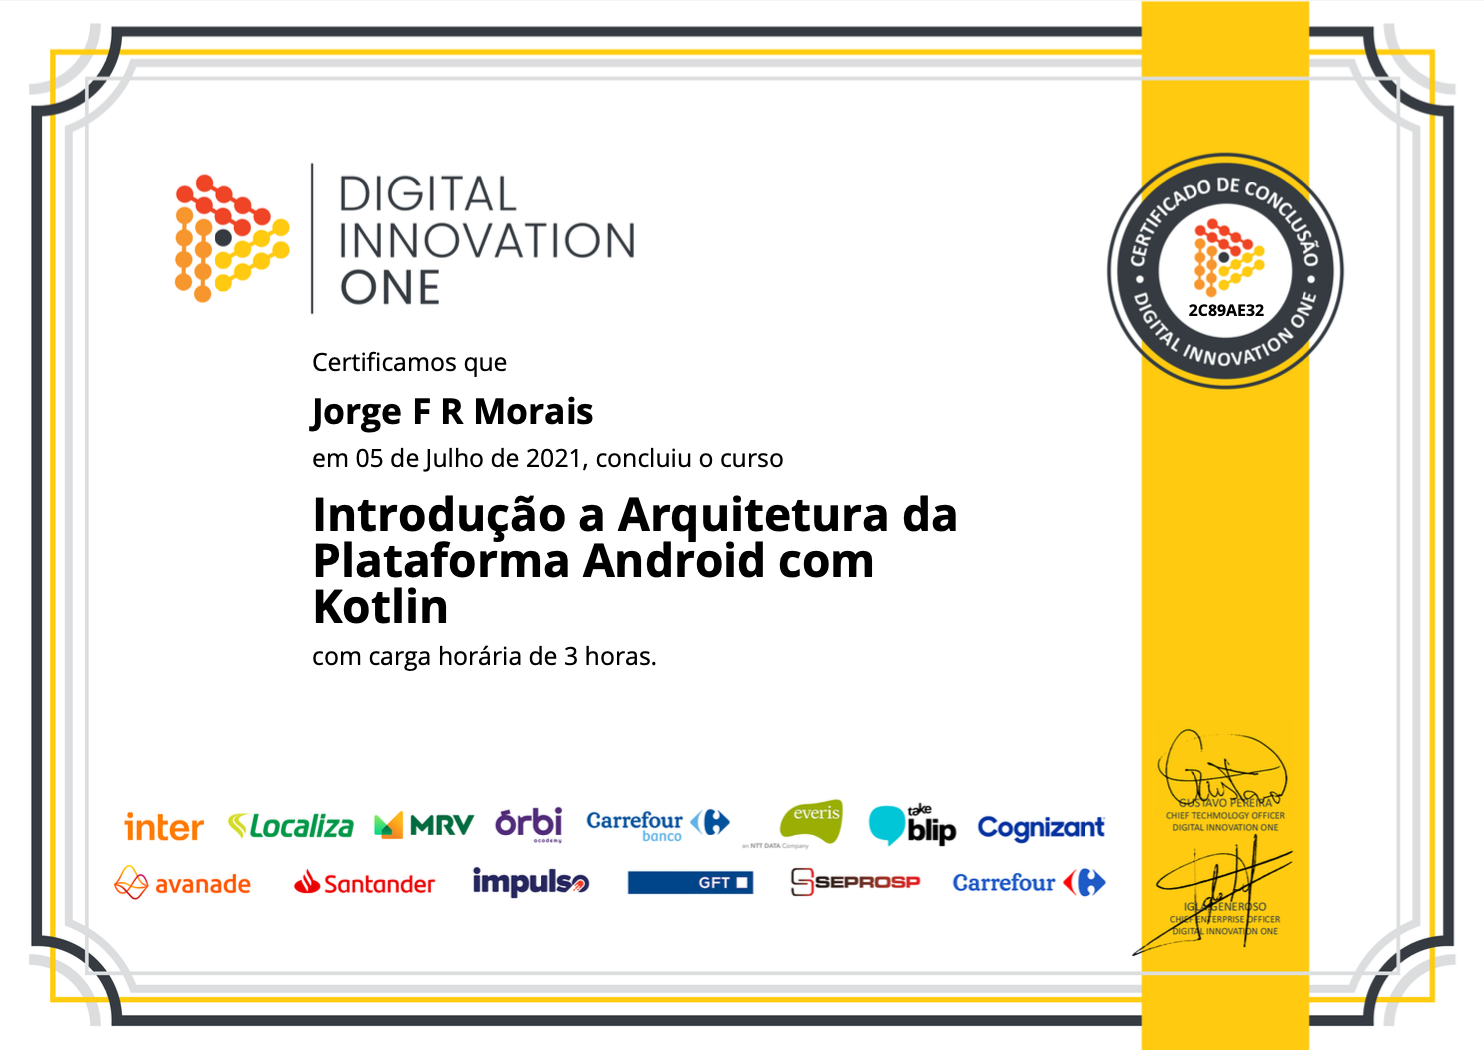 DIGITAL
INNOVATION
ONE
CERTIFICADO DE CONCLUSÃO
2C89AE32
DIGITAL INNOVATION ONE
Certificamos que
Jorge F R Morais
em 05 de Julho de 2021, concluiu o curso
Introdução a Arquitetura da
Plataforma Android com
Kotlin
com carga horária de 3 horas.
inter Localiza MRV órbi academy Carrefour banco everis an NTT DATA Company take blip Cognizant
avanade Santander impulso GFT SEPROSP Carrefour
GUSTAVO PEREIRA
CHIEF TECHNOLOGY OFFICER
DIGITAL INNOVATION ONE
GENEROSO
CHIEF ENTERPRISE OFFICER
DIGITAL INNOVATION ONE